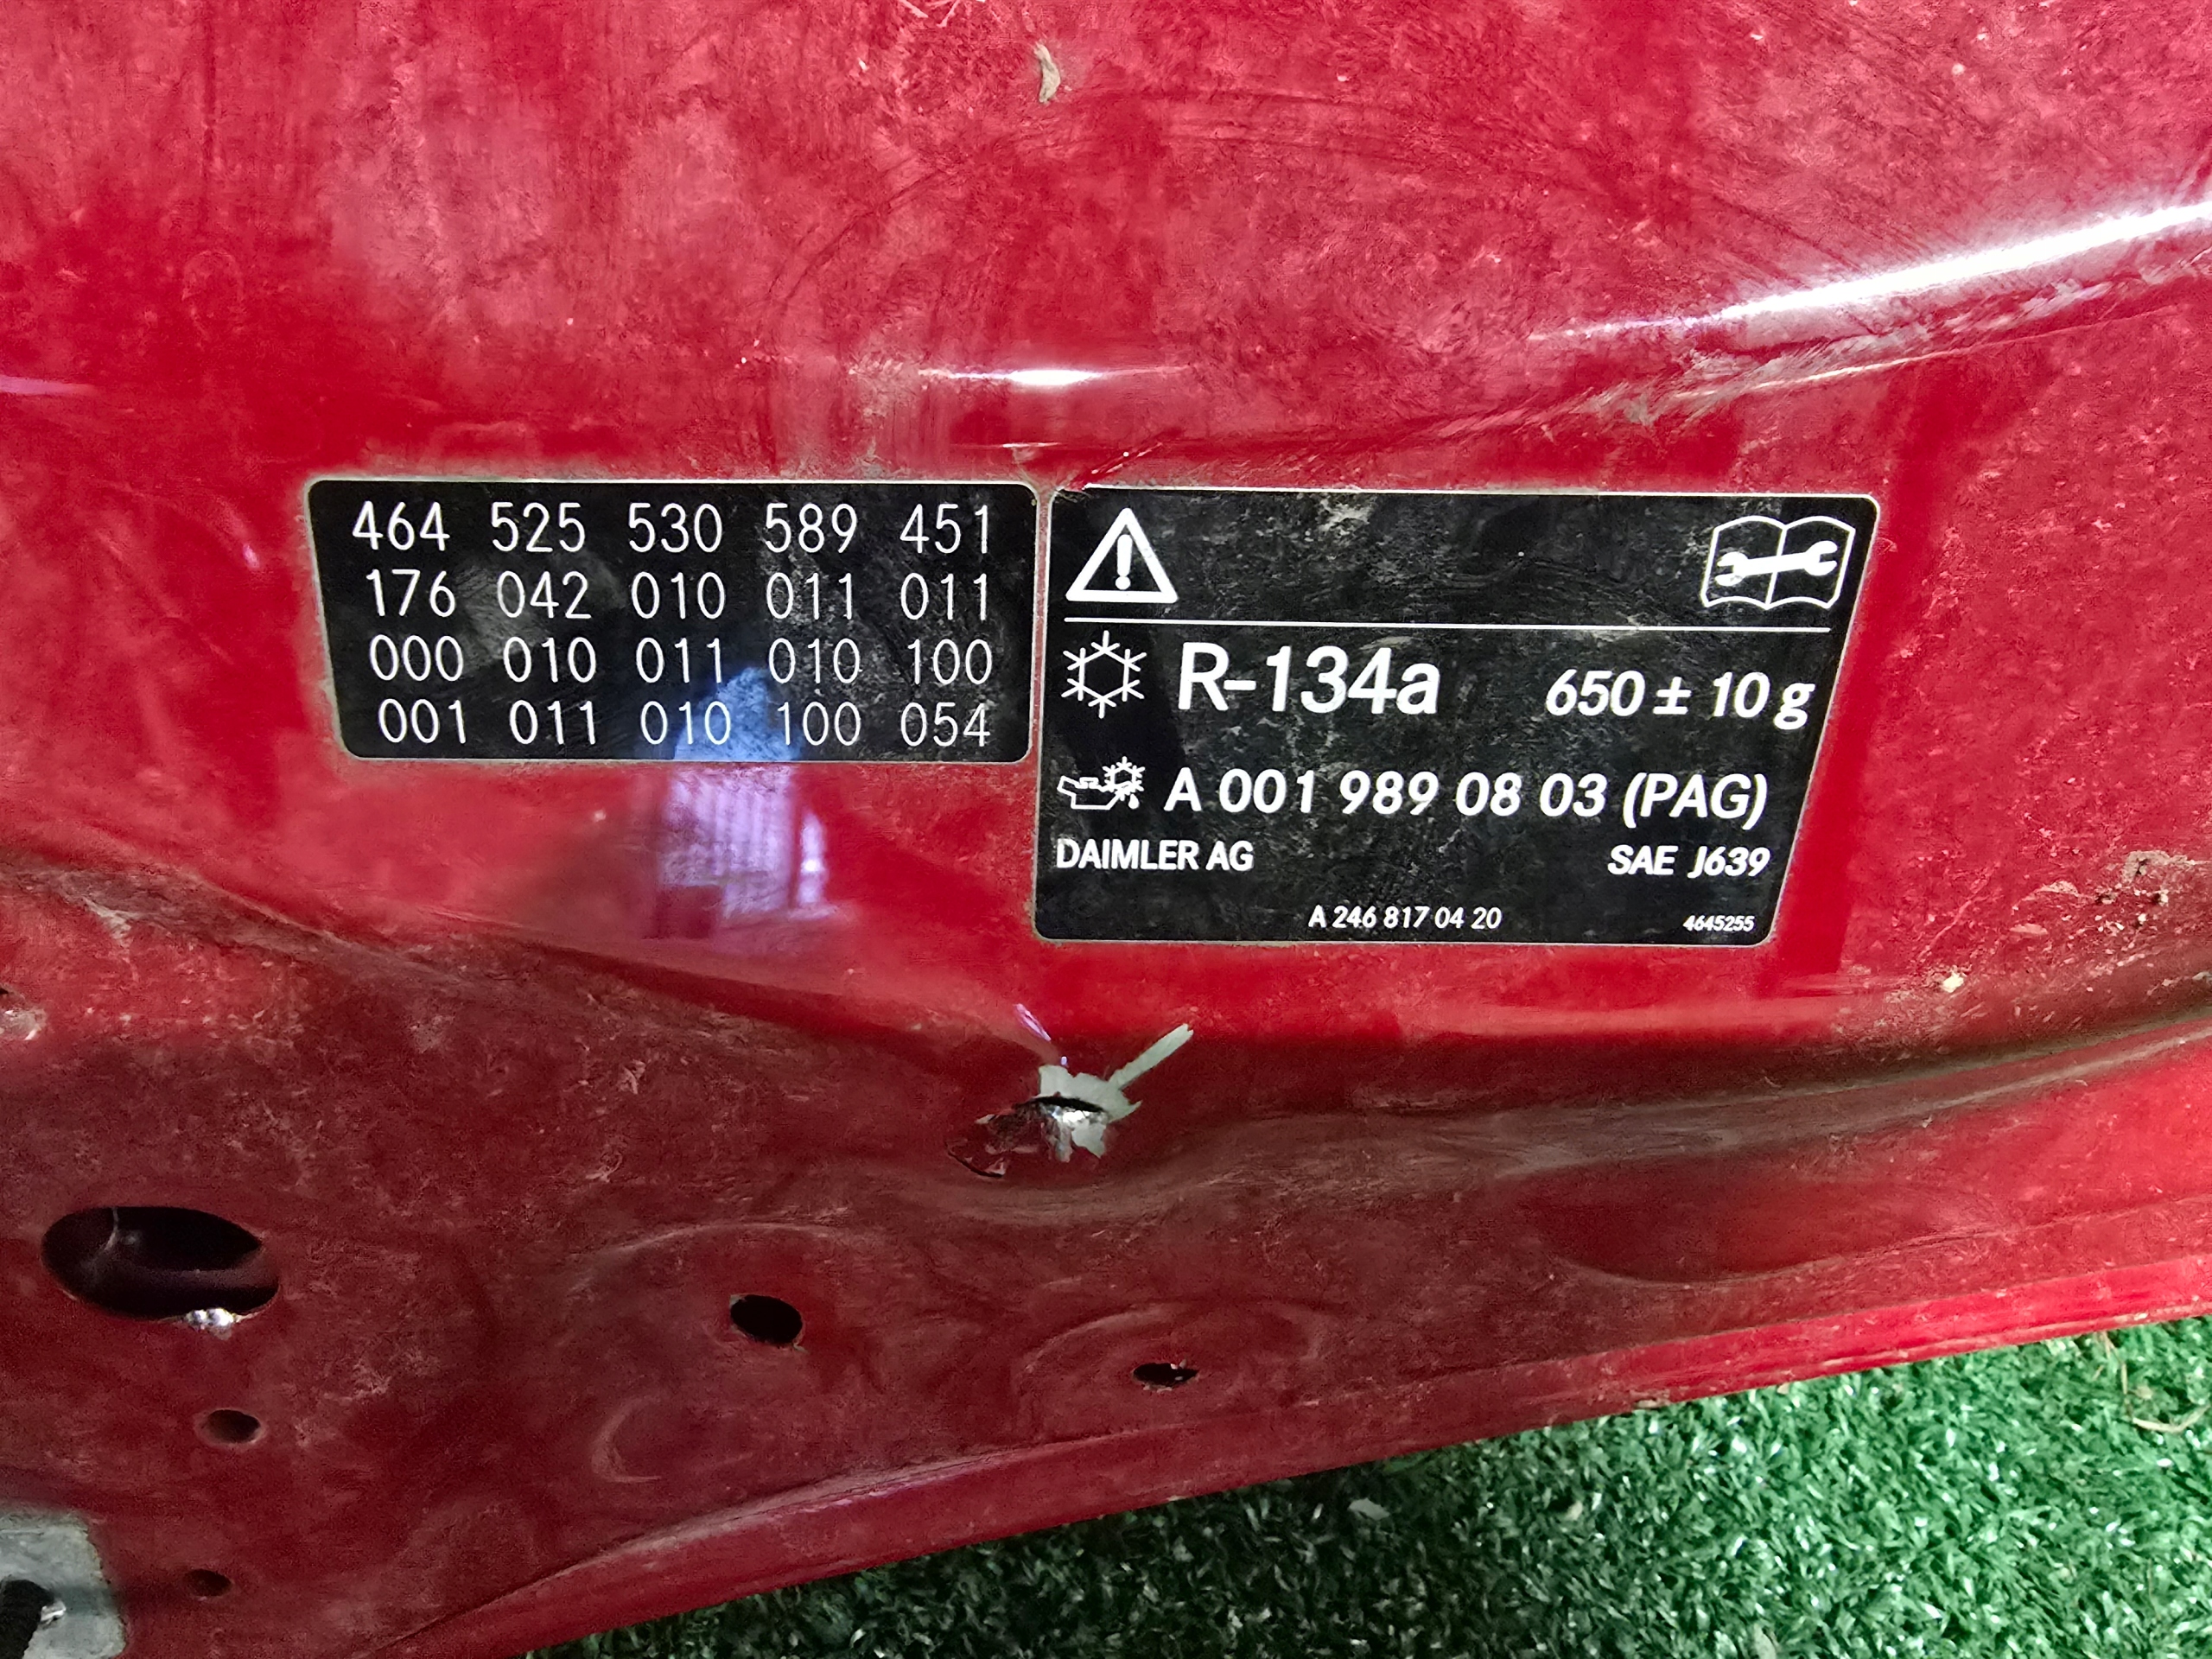 464 525 530 589 451
176 042 010 011 011
000 010 011 010 100
001 011 010 100 054
R-134a 650 ± 10 g
A 001 989 08 03 (PAG)
DAIMLER AG SAE J639
A 246 817 04 20 4645255